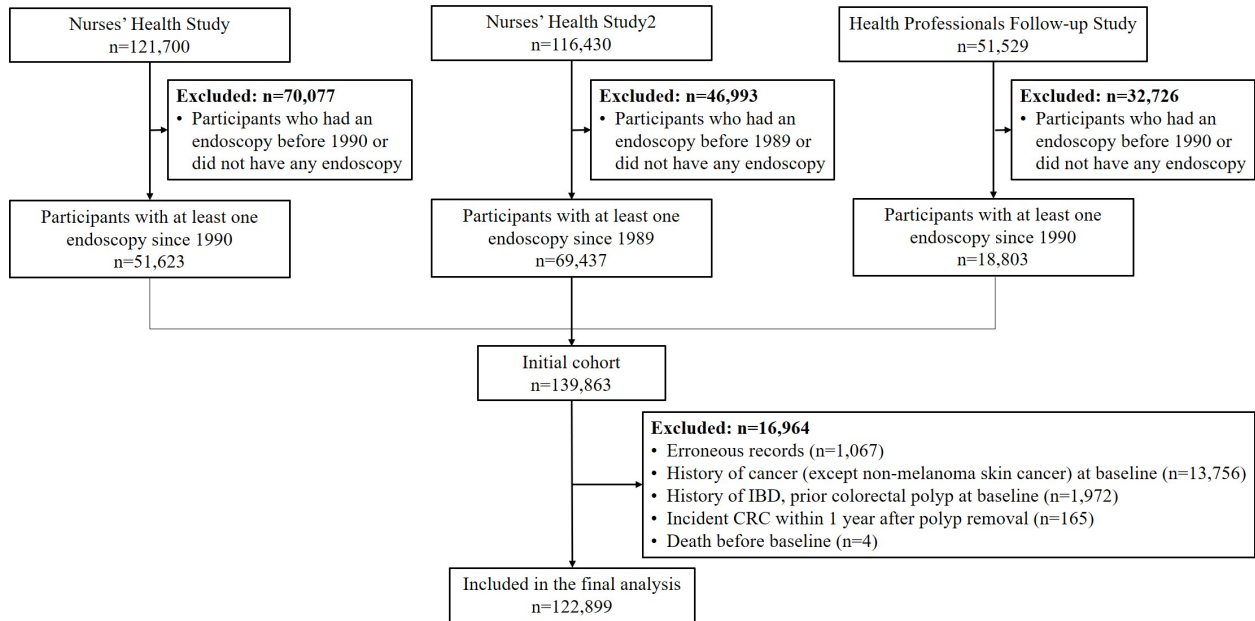 Nurses' Health Study
n=121,700
Nurses' Health Study2
n=116,430
Health Professionals Follow-up Study
n=51,529
Excluded: n=70,077
• Participants who had an
endoscopy before 1990 or
did not have any endoscopy
Excluded: n=46,993
• Participants who had an
endoscopy before 1989 or
did not have any endoscopy
Excluded: n=32,726
• Participants who had an
endoscopy before 1990 or
did not have any endoscopy
Participants with at least one
endoscopy since 1990
n=51,623
Participants with at least one
endoscopy since 1989
n=69,437
Participants with at least one
endoscopy since 1990
n=18,803
Initial cohort
n=139,863
Excluded: n=16,964
• Erroneous records (n=1,067)
• History of cancer (except non-melanoma skin cancer) at baseline (n=13,756)
• History of IBD, prior colorectal polyp at baseline (n=1,972)
• Incident CRC within 1 year after polyp removal (n=165)
• Death before baseline (n=4)
Included in the final analysis
n=122,899